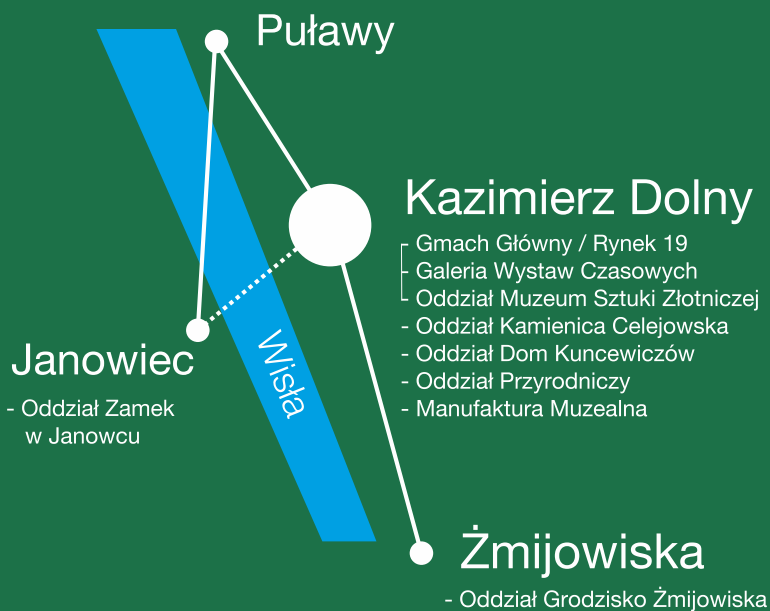 Puławy
Kazimierz Dolny
- Gmach Główny / Rynek 19
- Galeria Wystaw Czasowych
- Oddział Muzeum Sztuki Złotniczej
- Oddział Kamienica Celejowska
- Oddział Dom Kuncewiczów
- Oddział Przyrodniczy
- Manufaktura Muzealna
Janowiec
- Oddział Zamek
w Janowcu
Wisła
Żmijowiska
- Oddział Grodzisko Żmijowiska